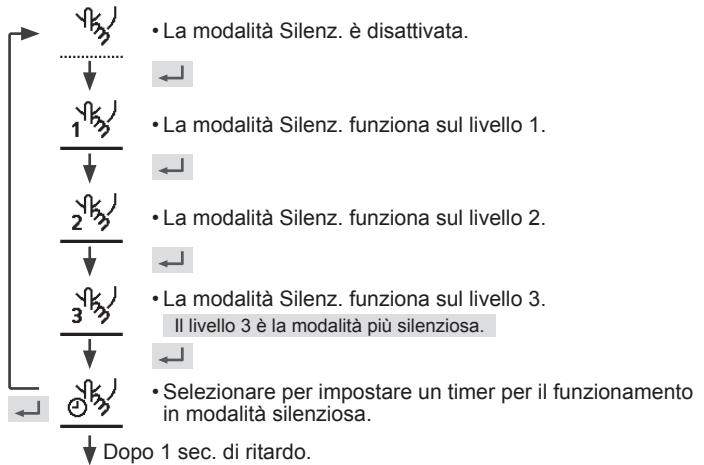 • La modalità Silenz. è disattivata.
1
• La modalità Silenz. funziona sul livello 1.
2
• La modalità Silenz. funziona sul livello 2.
3
• La modalità Silenz. funziona sul livello 3.
Il livello 3 è la modalità più silenziosa.
• Selezionare per impostare un timer per il funzionamento
in modalità silenziosa.
Dopo 1 sec. di ritardo.